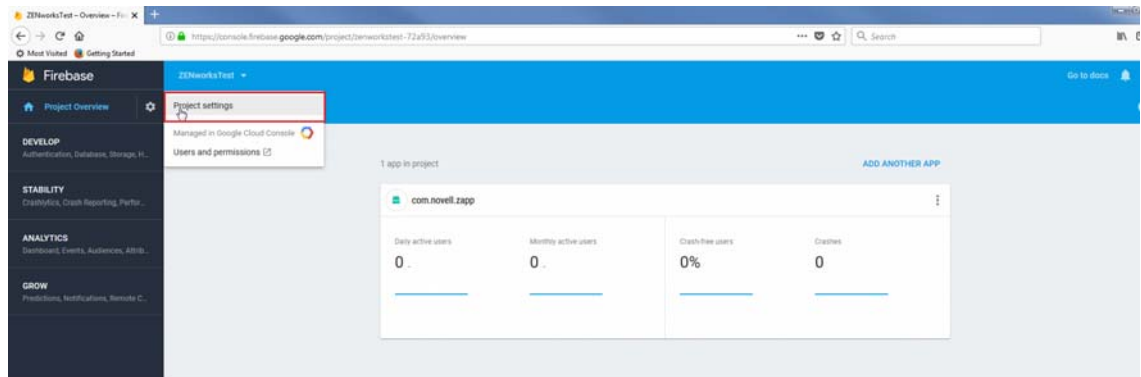 ZENworksTest – Overview – Fir
https://console.firebase.google.com/project/zenworkstest-72a93/overview
Search
Most Visited Getting Started
Firebase
ZENworksTest
Go to docs
Project Overview
Project settings
Managed in Google Cloud Console
Users and permissions
DEVELOP
Authentication, Database, Storage, H...
1 app in project
ADD ANOTHER APP
STABILITY
Crashlytics, Crash Reporting, Perfor...
com.novell.zapp
ANALYTICS
Dashboard, Events, Audiences, Attrib...
Daily active users
Monthly active users
Crash-free users
Crashes
0
0
0%
0
GROW
Predictions, Notifications, Remote C...